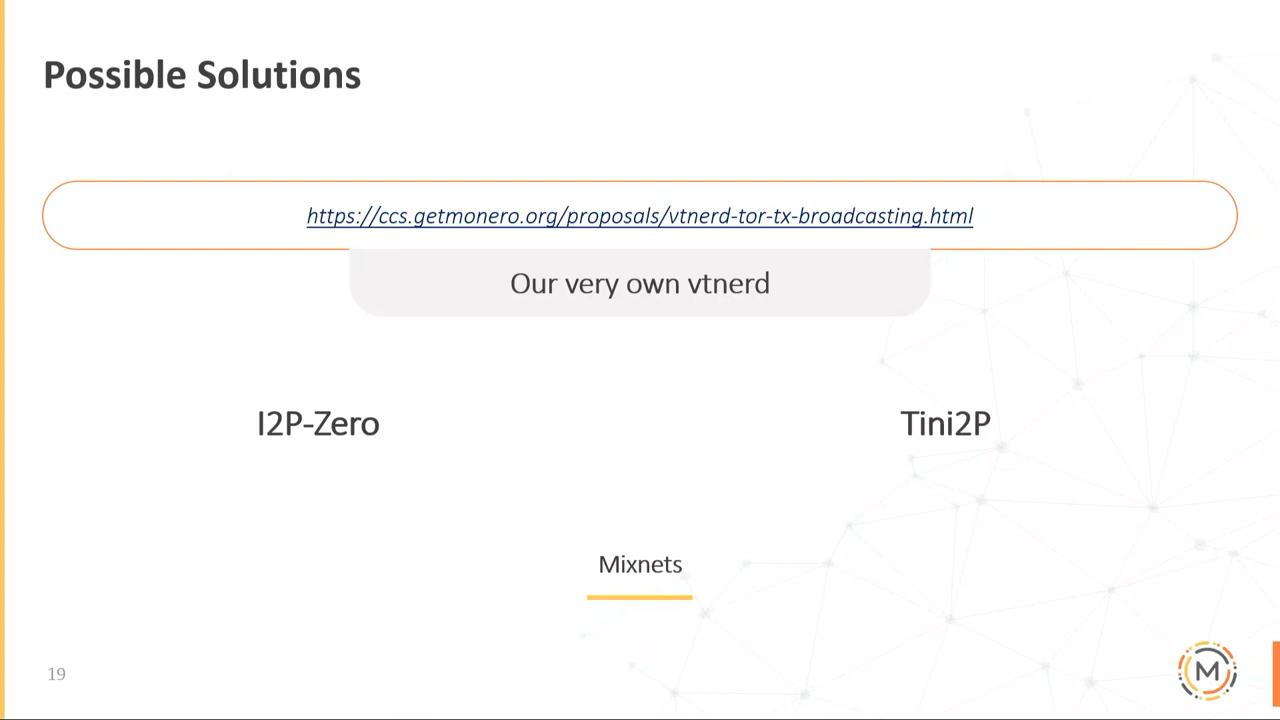 Possible Solutions
https://ccs.getmonero.org/proposals/vtnerd-tor-tx-broadcasting.html
Our very own vtnerd
I2P-Zero
Tini2P
Mixnets
19
M